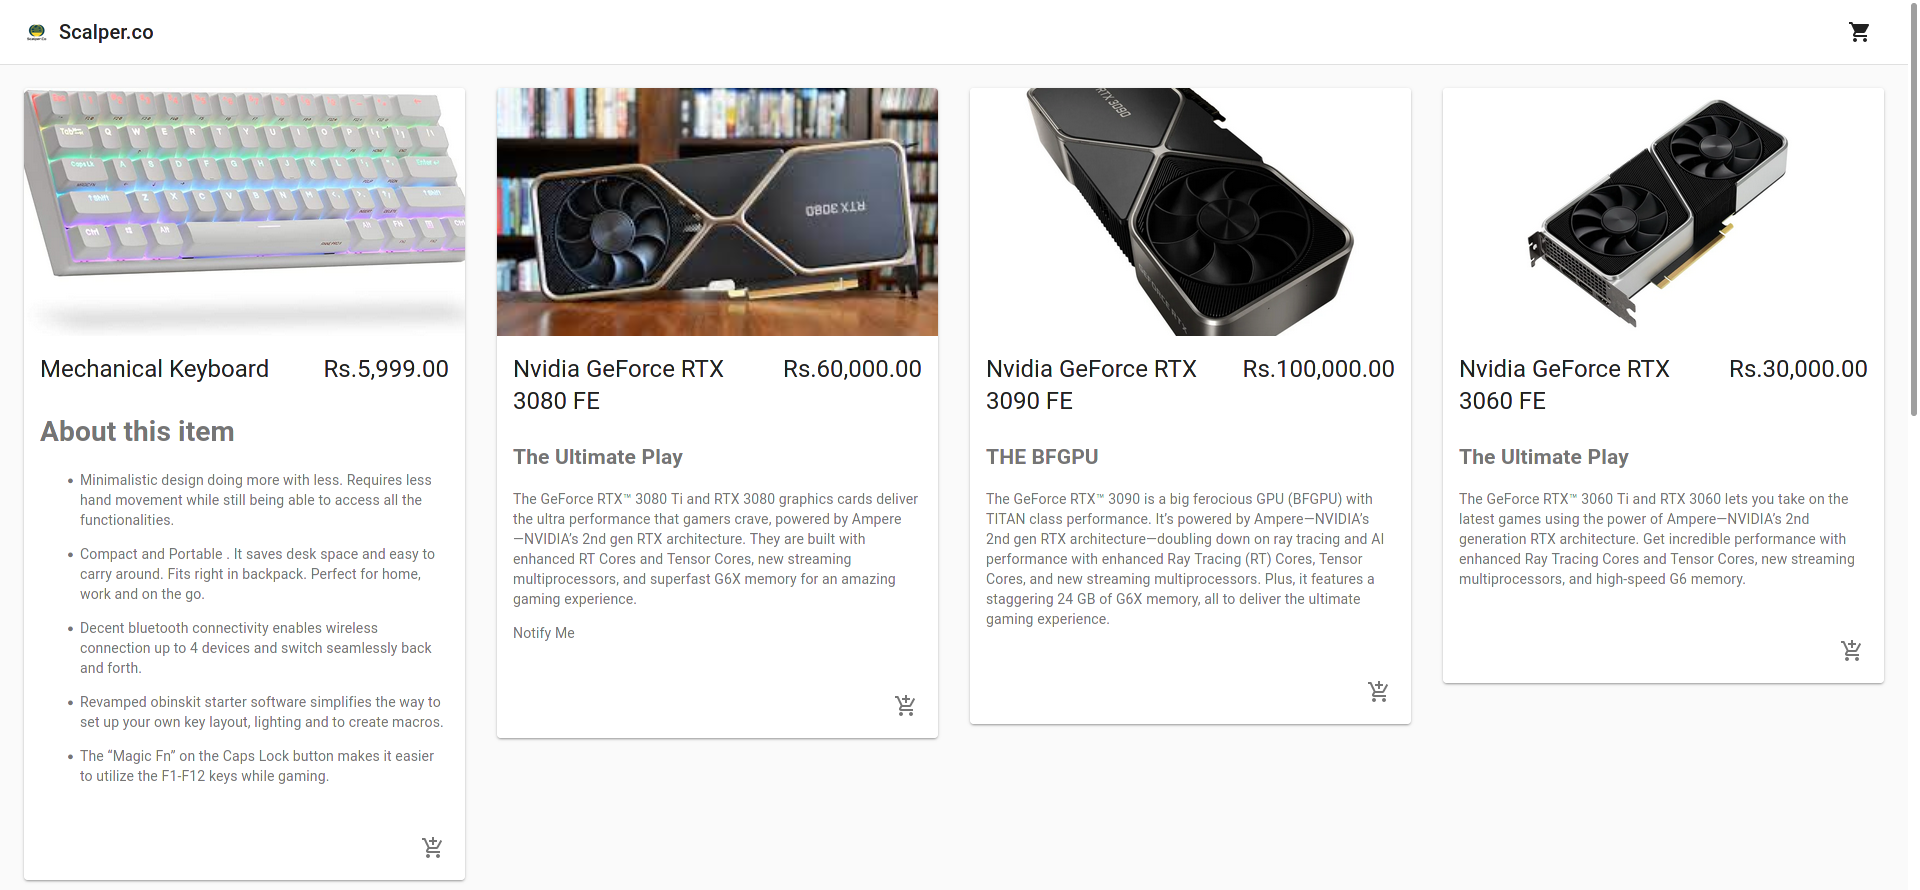 Scalper.co
RTX 3080
RTX 3090
Mechanical Keyboard
Rs.5,999.00
About this item
Minimalistic design doing more with less. Requires less
hand movement while still being able to access all the
functionalities.
Compact and Portable . It saves desk space and easy to
carry around. Fits right in backpack. Perfect for home,
work and on the go.
Decent bluetooth connectivity enables wireless
connection up to 4 devices and switch seamlessly back
and forth.
Revamped obinskit starter software simplifies the way to
set up your own key layout, lighting and to create macros.
The “Magic Fn” on the Caps Lock button makes it easier
to utilize the F1-F12 keys while gaming.
Nvidia GeForce RTX
3080 FE
Rs.60,000.00
The Ultimate Play
The GeForce RTX™ 3080 Ti and RTX 3080 graphics cards deliver
the ultra performance that gamers crave, powered by Ampere
—NVIDIA’s 2nd gen RTX architecture. They are built with
enhanced RT Cores and Tensor Cores, new streaming
multiprocessors, and superfast G6X memory for an amazing
gaming experience.
Notify Me
Nvidia GeForce RTX
3090 FE
Rs.100,000.00
THE BFGPU
The GeForce RTX™ 3090 is a big ferocious GPU (BFGPU) with
TITAN class performance. It’s powered by Ampere—NVIDIA’s
2nd gen RTX architecture—doubling down on ray tracing and AI
performance with enhanced Ray Tracing (RT) Cores, Tensor
Cores, and new streaming multiprocessors. Plus, it features a
staggering 24 GB of G6X memory, all to deliver the ultimate
gaming experience.
Nvidia GeForce RTX
3060 FE
Rs.30,000.00
The Ultimate Play
The GeForce RTX™ 3060 Ti and RTX 3060 lets you take on the
latest games using the power of Ampere—NVIDIA’s 2nd
generation RTX architecture. Get incredible performance with
enhanced Ray Tracing Cores and Tensor Cores, new streaming
multiprocessors, and high-speed G6 memory.